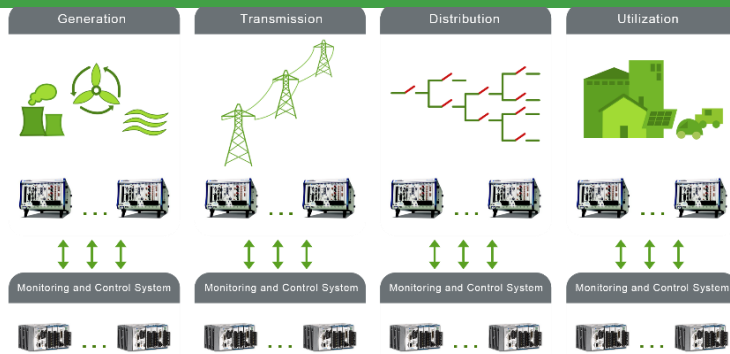 Generation
Transmission
Distribution
Utilization
...
...
...
...
Monitoring and Control System
Monitoring and Control System
Monitoring and Control System
Monitoring and Control System
...
...
...
...